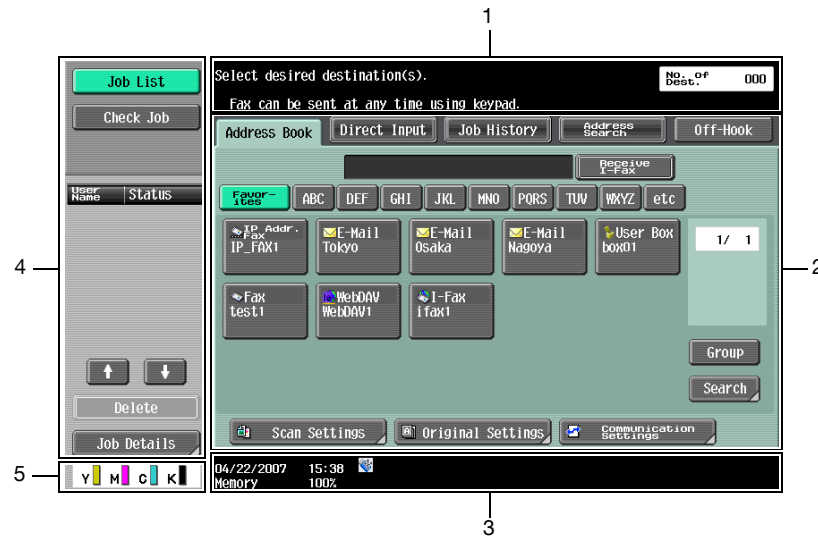 1
Job List
Check Job
User Name Status
Delete
Job Details
4
Y M C K
5
Select desired destination(s).
Fax can be sent at any time using keypad.
No. of Dest. 000
Address Book Direct Input Job History Address Search Off-Hook
Receive I-Fax
Favor-ites ABC DEF GHI JKL MNO PQRS TUV WXYZ etc
IP Addr. Fax
IP_FAX1
E-Mail
Tokyo
E-Mail
Osaka
E-Mail
Nagoya
User Box
box01
1/ 1
Fax
test1
WebDAV
WebDAV1
I-Fax
ifax1
Group
Search
Scan Settings Original Settings Communication Settings
2
04/22/2007 15:38
Memory 100%
3